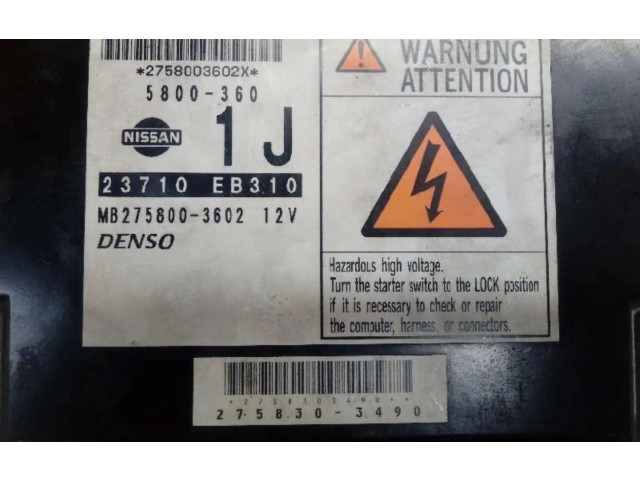 *2758003602X*
5800-360
NISSAN
1J
23710 EB310
MB275800-3602 12V
DENSO
WARNUNG
ATTENTION
Hazardous high voltage.
Turn the starter switch to the LOCK position
if it is necessary to check or repair
the computer, harness, or connectors.
*2758303490**
275830-3490